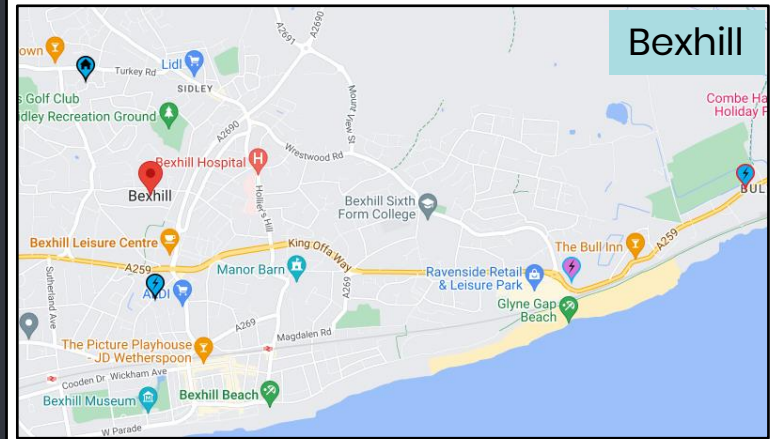 Bexhill
A2690
A2691
own
Lidl
Turkey Rd
SIDLEY
s Golf Club
idley Recreation Ground
A2690
Mount View St
Combe Ha
Holiday P
Bexhill Hospital
Wrestwood Rd
Bexhill
Hollier's Hill
Bexhill Sixth
Form College
BUL
Bexhill Leisure Centre
King Offa Way
The Bull Inn
A259
A259
Manor Barn
Ravenside Retail
& Leisure Park
Sutherland Ave
ALDI
A269
Glyne Gap
Beach
A269
Magdalen Rd
The Picture Playhouse
- JD Wetherspoon
Cooden Dr
Wickham Ave
Bexhill Museum
Bexhill Beach
W Parade